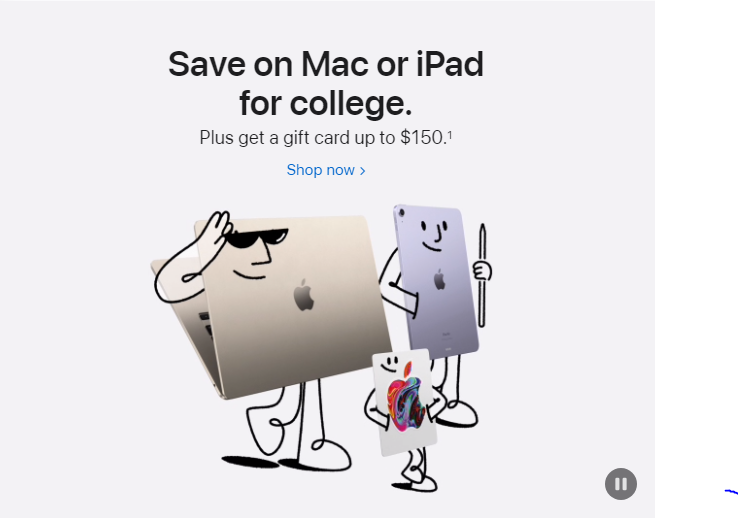 Save on Mac or iPad
for college.
Plus get a gift card up to $150.¹
Shop now >